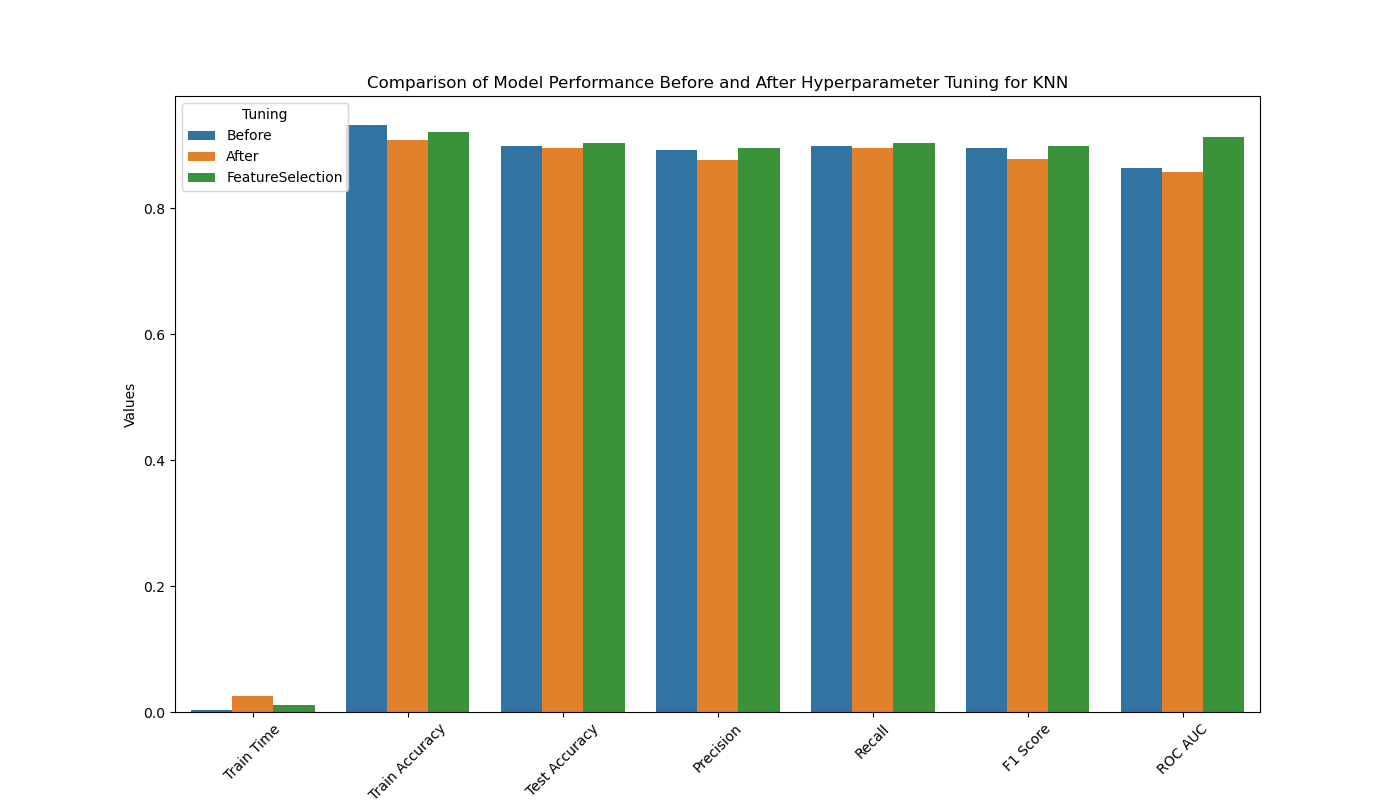 Comparison of Model Performance Before and After Hyperparameter Tuning for KNN
Tuning
Before
After
FeatureSelection
0.8
0.6
0.4
0.2
0.0
Values
Train Time
Train Accuracy
Test Accuracy
Precision
Recall
F1 Score
ROC AUC